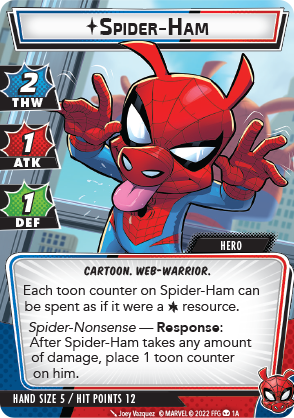 Spider-Ham
2
THW
1
ATK
1
DEF
HERO
CARTOON. WEB-WARRIOR.
Each toon counter on Spider-Ham can
be spent as if it were a resource.
Spider-Nonsense — Response:
After Spider-Ham takes any amount
of damage, place 1 toon counter
on him.
HAND SIZE 5 / HIT POINTS 12
Joey Vazquez © MARVEL © 2022 FFG 1A